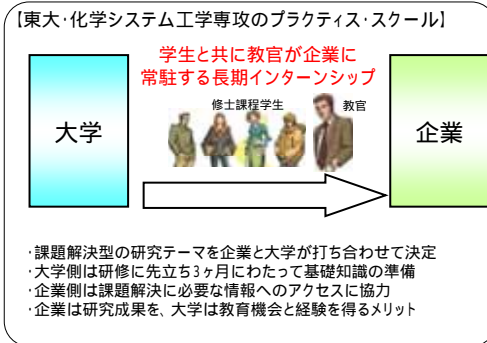 【東大・化学システム工学専攻のプラクティス・スクール】
学生と共に教官が企業に
常駐する長期インターンシップ
修士課程学生
教官
大学
企業
・課題解決型の研究テーマを企業と大学が打ち合わせて決定
・大学側は研修に先立ち3ヶ月にわたって基礎知識の準備
・企業側は課題解決に必要な情報へのアクセスに協力
・企業は研究成果を、大学は教育機会と経験を得るメリット